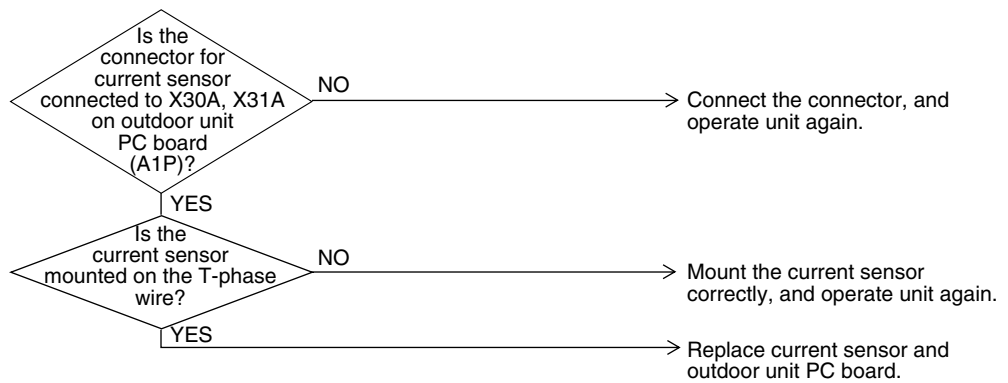 Is the
connector for
current sensor
connected to X30A, X31A
on outdoor unit
PC board
(A1P)?
NO
Connect the connector, and
operate unit again.
YES
Is the
current sensor
mounted on the T-phase
wire?
NO
Mount the current sensor
correctly, and operate unit again.
YES
Replace current sensor and
outdoor unit PC board.